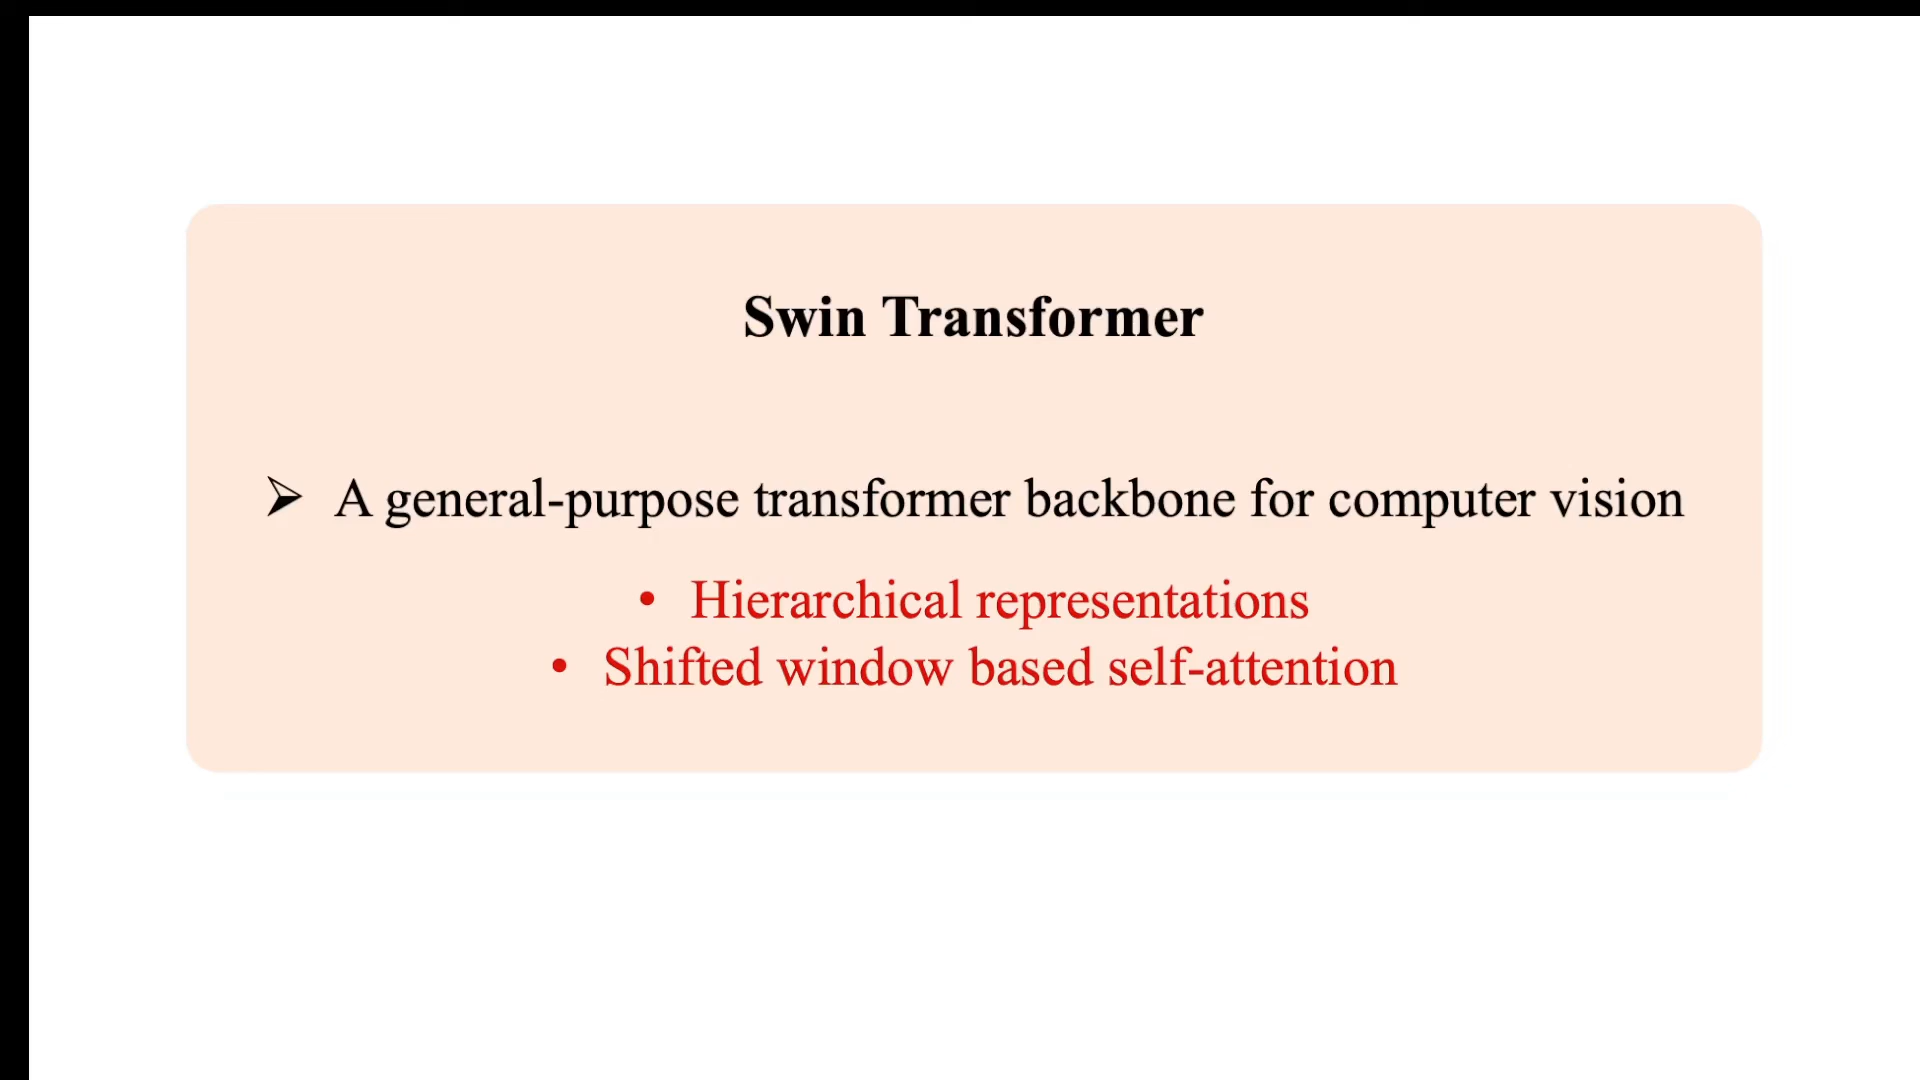 Swin Transformer
➢ A general-purpose transformer backbone for computer vision
• Hierarchical representations
• Shifted window based self-attention